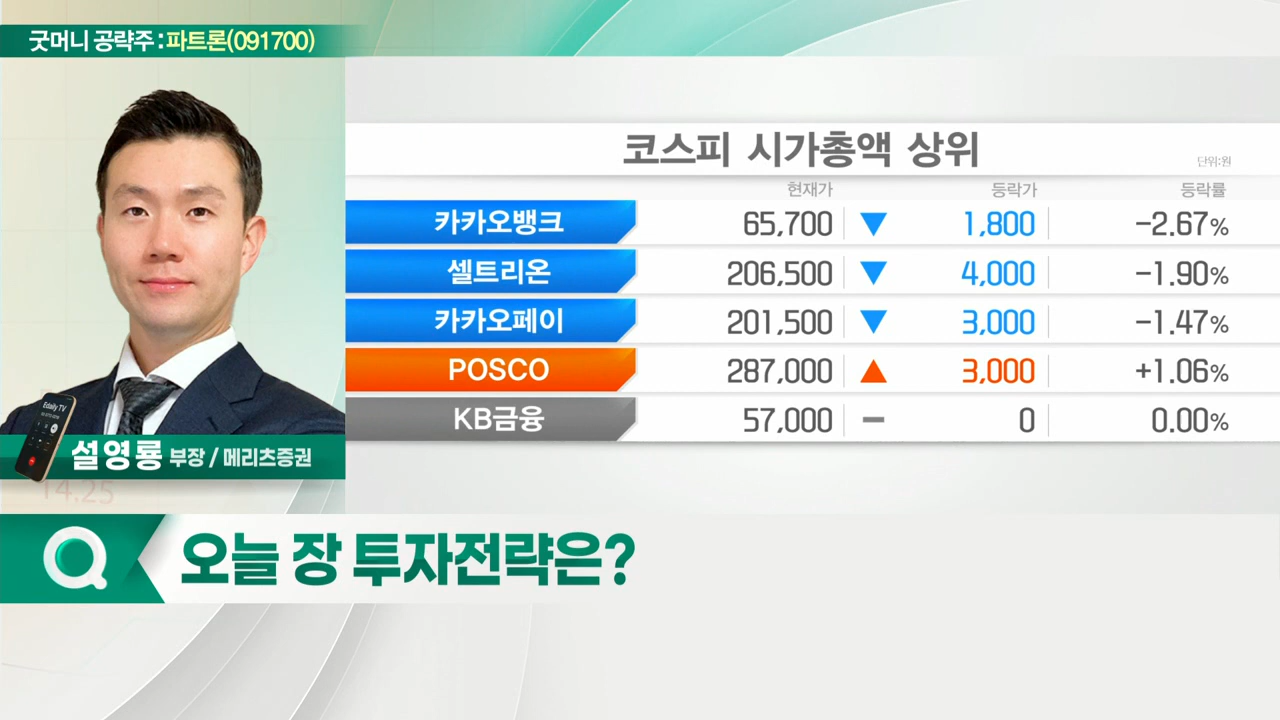 굿머니 공략주 : 파트론(091700)
코스피 시가총액 상위
단위:원
현재가 등락가 등락률
카카오뱅크 65,700 ▼ 1,800 -2.67%
셀트리온 206,500 ▼ 4,000 -1.90%
카카오페이 201,500 ▼ 3,000 -1.47%
POSCO 287,000 ▲ 3,000 +1.06%
KB금융 57,000 - 0 0.00%
Edaily TV
설영룡 부장 / 메리츠증권
14.25
Q 오늘 장 투자전략은?